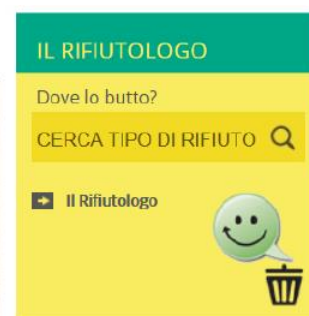 IL RIFIUTOLOGO
Dove lo butto?
CERCA TIPO DI RIFIUTO
Il Rifiutologo